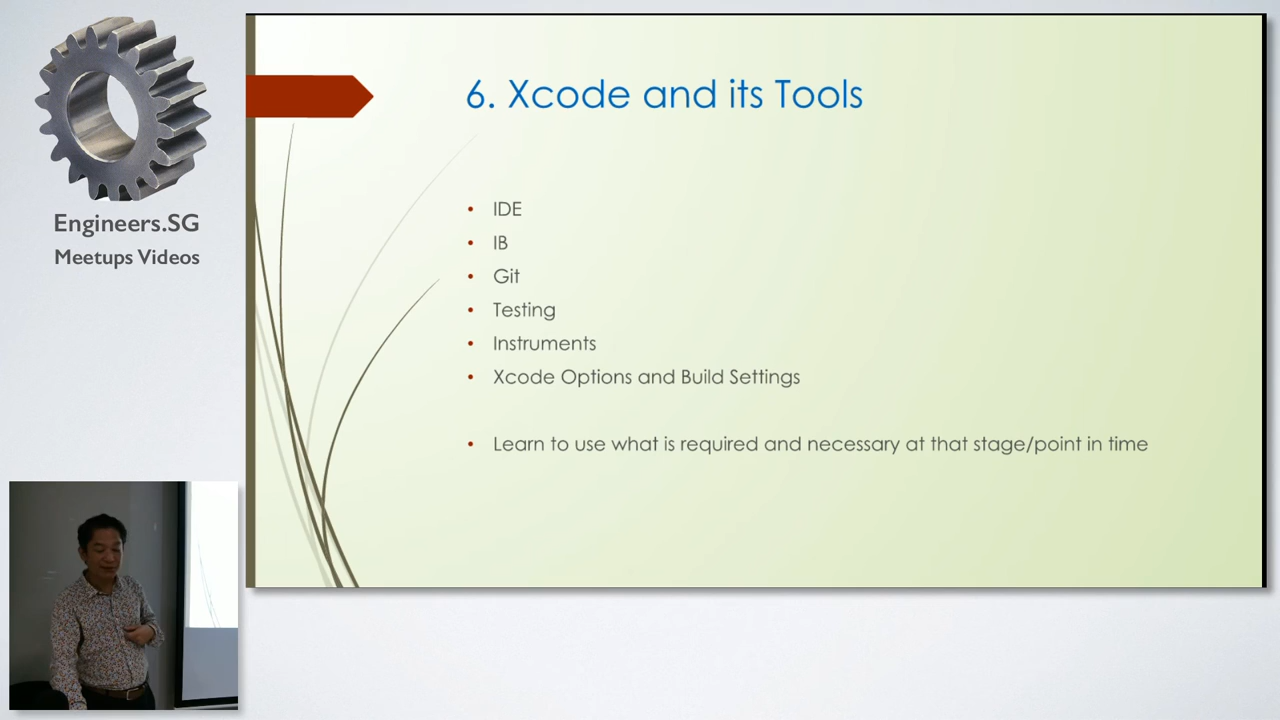 Engineers.SG
Meetups Videos
6. Xcode and its Tools
• IDE
• IB
• Git
• Testing
• Instruments
• Xcode Options and Build Settings
• Learn to use what is required and necessary at that stage/point in time